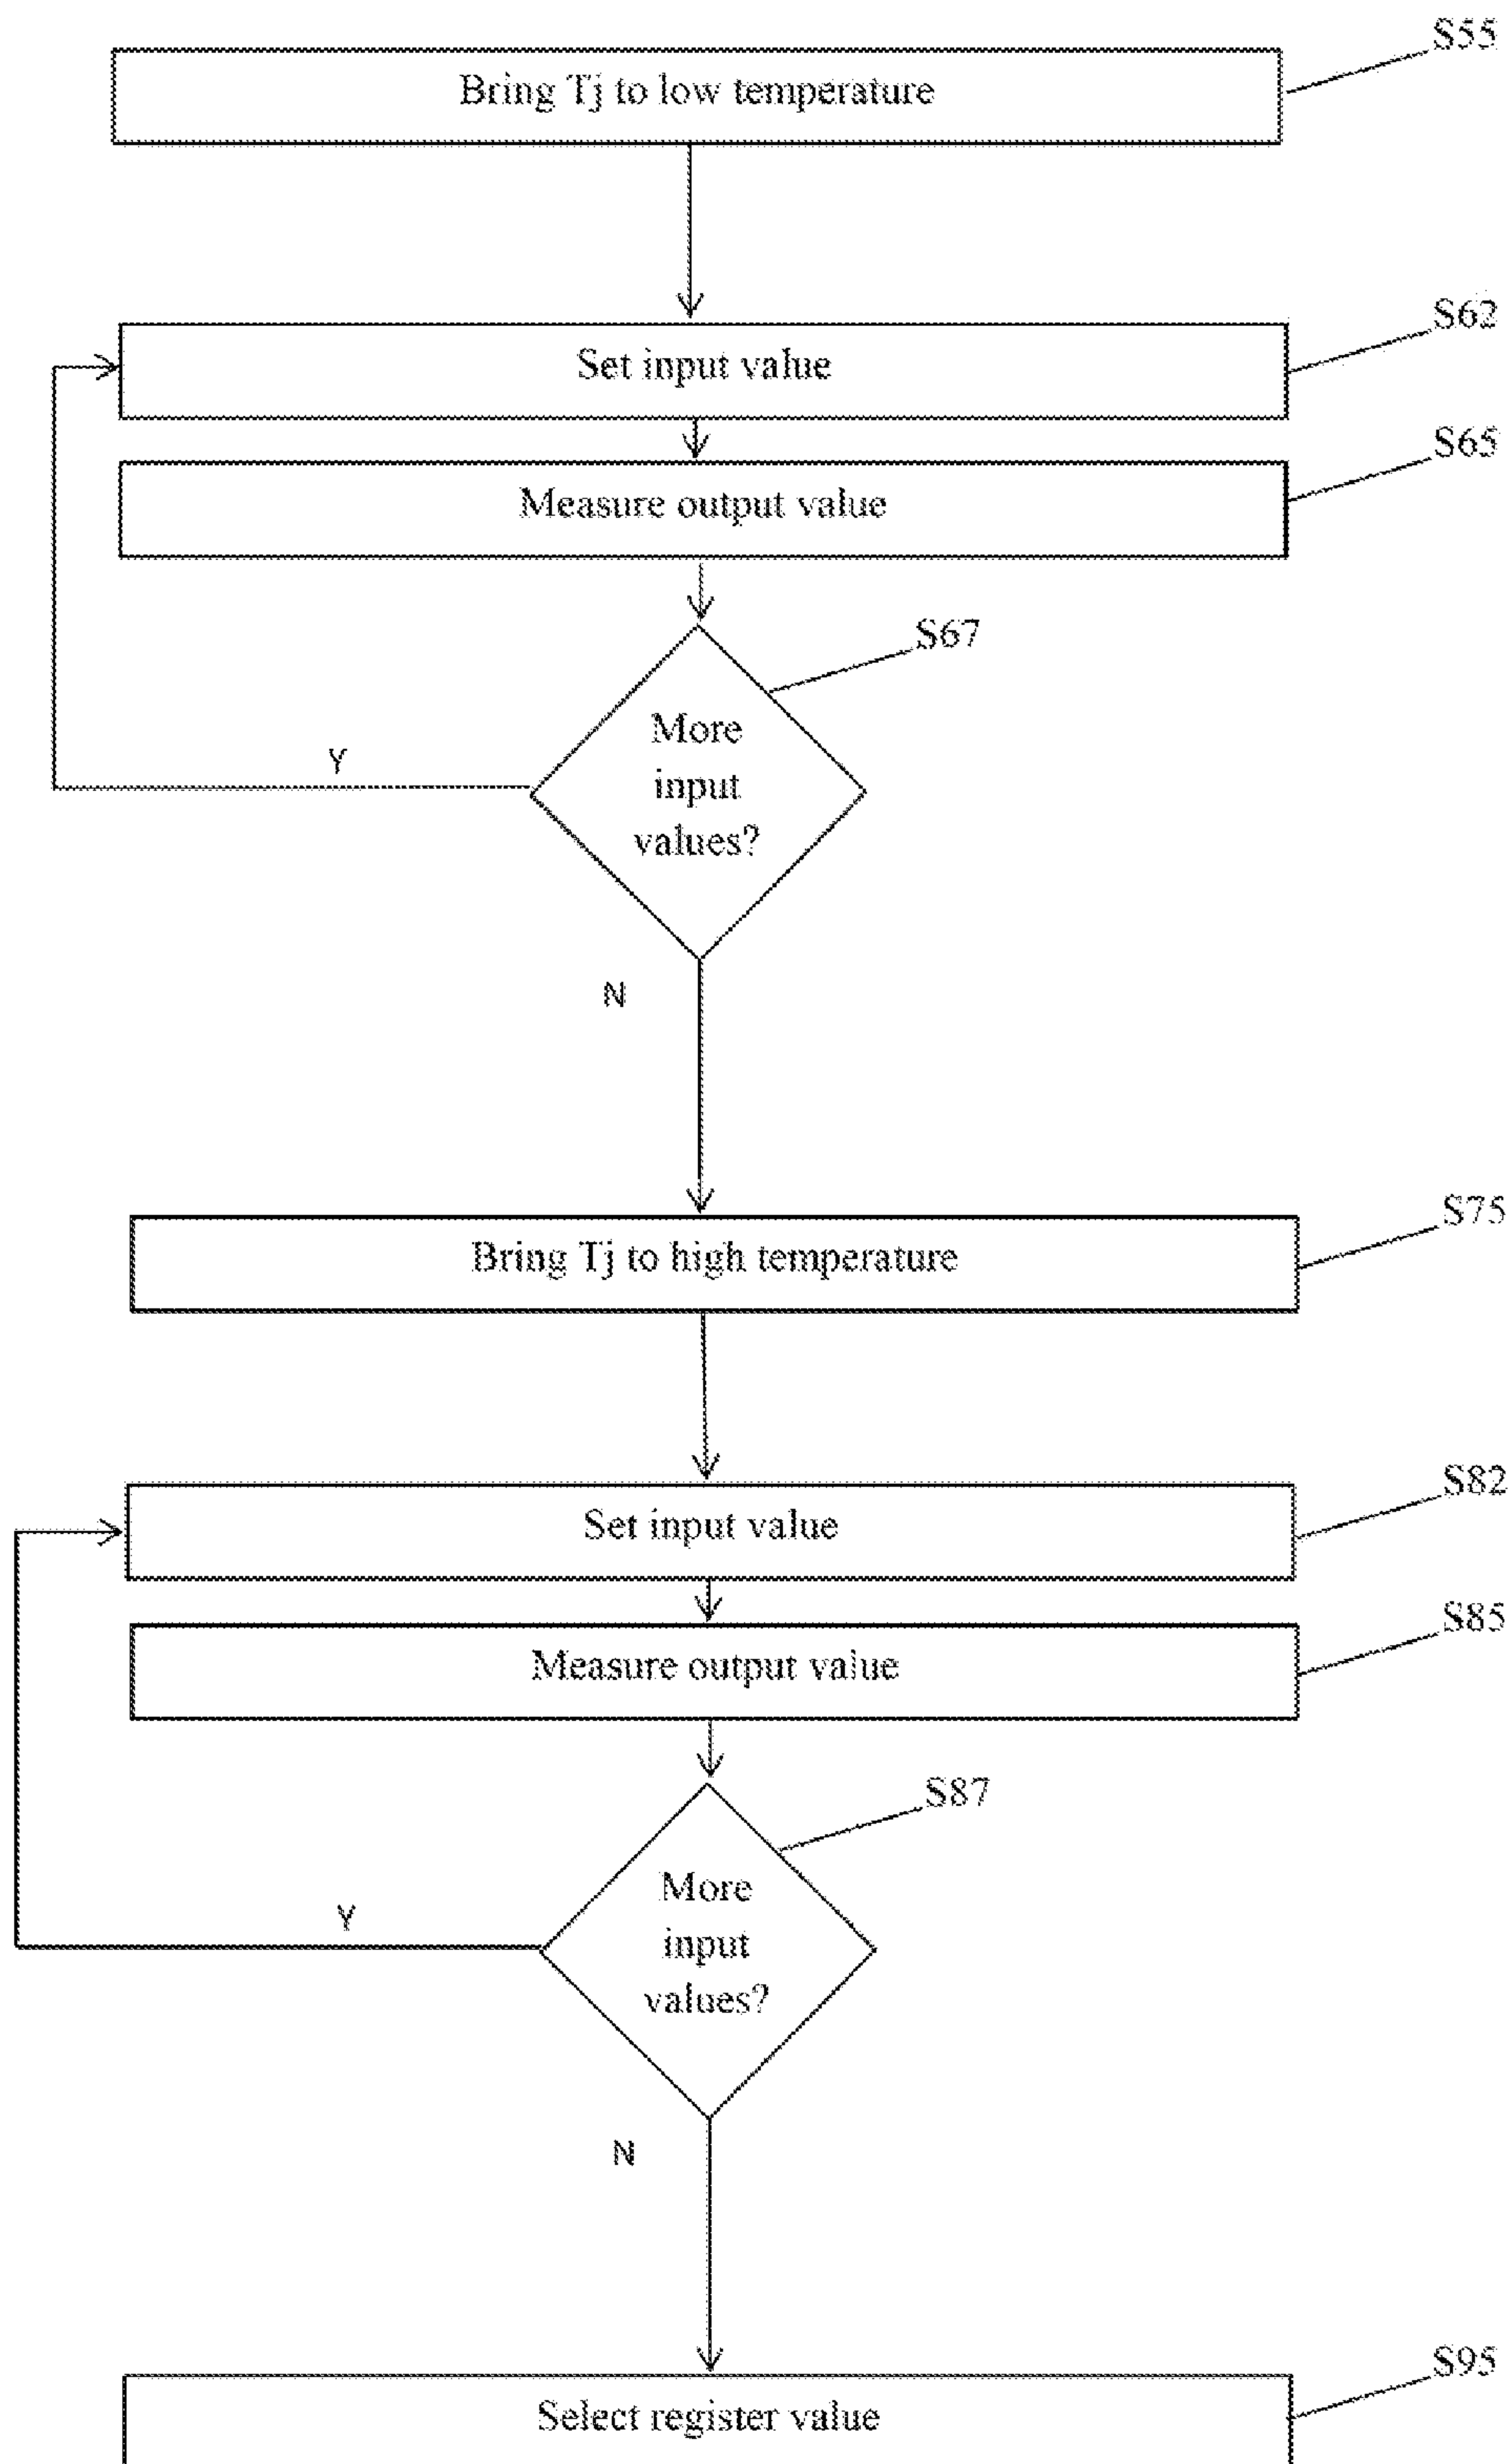 S55
Bring Tj to low temperature
S62
Set input value
S65
Measure output value
S67
More
input
values?
Y
N
S75
Bring Tj to high temperature
S82
Set input value
S85
Measure output value
S87
More
input
values?
Y
N
S95
Select register value